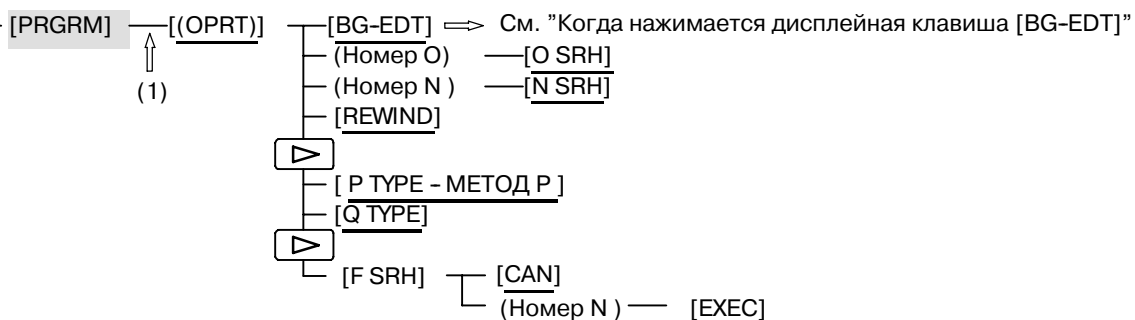 [PRGRM] [(OPRT)] [BG-EDT] См. ”Когда нажимается дисплейная клавиша [BG-EDT]”
(Номер O) [O SRH]
(1) (Номер N ) [N SRH]
[REWIND]
[ P TYPE - МЕТОД P ]
[Q TYPE]
[F SRH] [CAN]
(Номер N ) [EXEC]